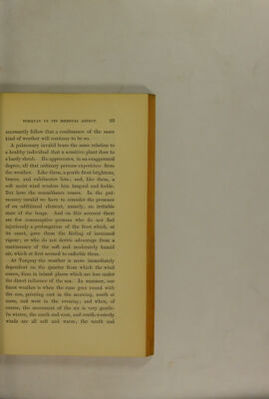 TORQUAY IN ITS MEDICAL ASPECT. 93
necessarily follow that a continuance of the same
kind of weather will continue to be so.
A pulmonary invalid bears the same relation to
a healthy individual that a sensitive plant does to
a hardy shrub. He appreciates, in an exaggerated
degree, all that ordinary persons experience from
the weather. Like them, a gentle frost brightens,
braces, and exhilarates him; and, like them, a
soft moist wind renders him languid and feeble.
But here the resemblance ceases. In the pul-
monary invalid we have to consider the presence
of an additional element, namely, an irritable
state of the lungs. And on this account there
are few consumptive persons who do not find
injuriously a prolongation of the frost which, at
its onset, gave them the feeling of increased
vigour; or who do not derive advantage from a
continuance of the soft and moderately humid
air, which at first seemed to enfeeble them.
At Torquay the weather is more immediately
dependent on the quarter from which the wind
comes, than in inland places which are less under
the direct influence of the sea. In summer, our
finest weather is when the vane goes round with
the sun, pointing east in the morning, south at
noon, and west in the evening; and when, of
course, the movement of the air is very gentle.
In winter, the south and west, and south-westerly
winds are all soft and warm; the south and